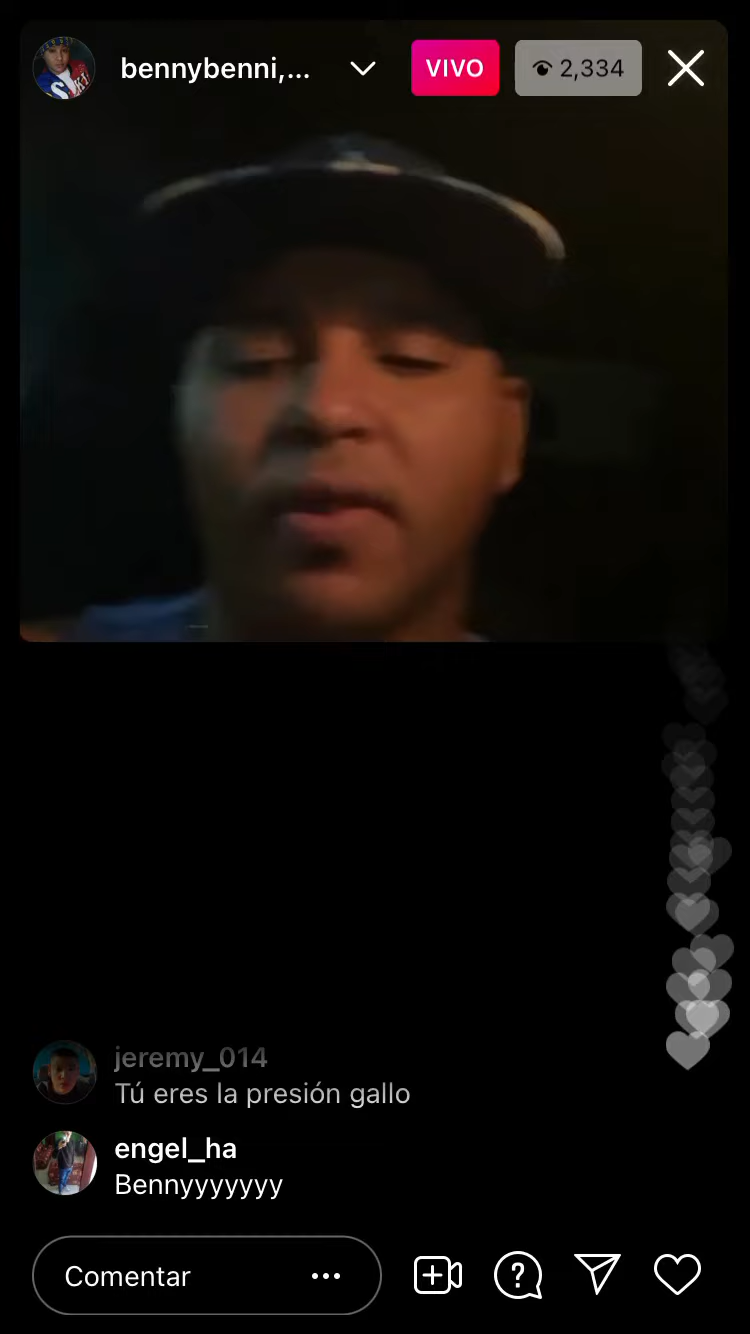 bennybenni,...
VIVO
2,334
jeremy_014
Tú eres la presión gallo
engel_ha
Bennyyyyyyy
Comentar